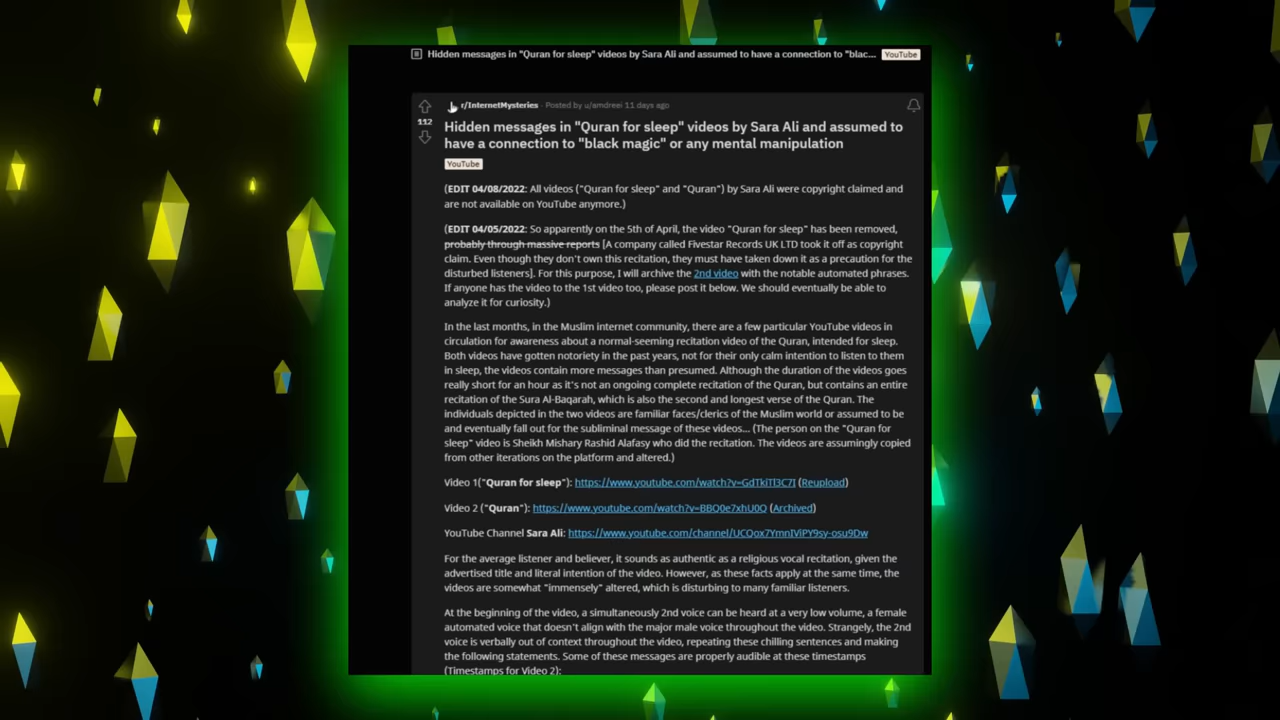 Hidden messages in "Quran for sleep" videos by Sara Ali and assumed to have a connection to "blac... YouTube
r/InternetMysteries · Posted by u/amdreei 11 days ago
112
Hidden messages in "Quran for sleep" videos by Sara Ali and assumed to
have a connection to "black magic" or any mental manipulation
YouTube
(EDIT 04/08/2022: All videos ("Quran for sleep" and "Quran") by Sara Ali were copyright claimed and
are not available on YouTube anymore.)
(EDIT 04/05/2022: So apparently on the 5th of April, the video "Quran for sleep" has been removed,
probably through massive reports [A company called Fivestar Records UK LTD took it off as copyright
claim. Even though they don't own this recitation, they must have taken down it as a precaution for the
disturbed listeners]. For this purpose, I will archive the 2nd video with the notable automated phrases.
If anyone has the video to the 1st video too, please post it below. We should eventually be able to
analyze it for curiosity.)
In the last months, in the Muslim internet community, there are a few particular YouTube videos in
circulation for awareness about a normal-seeming recitation video of the Quran, intended for sleep.
Both videos have gotten notoriety in the past years, not for their only calm intention to listen to them
in sleep, the videos contain more messages than presumed. Although the duration of the videos goes
really short for an hour as it's not an ongoing complete recitation of the Quran, but contains an entire
recitation of the Sura Al-Baqarah, which is also the second and longest verse of the Quran. The
individuals depicted in the two videos are familiar faces/clerics of the Muslim world or assumed to be
and eventually fall out for the subliminal message of these videos... (The person on the "Quran for
sleep" video is Sheikh Mishary Rashid Alafasy who did the recitation. The videos are assumingly copied
from other iterations on the platform and altered.)
Video 1("Quran for sleep"): https://www.youtube.com/watch?v=GdTkiTl3C7I (Reupload)
Video 2 ("Quran"): https://www.youtube.com/watch?v=BBQ0e7xhU0Q (Archived)
YouTube Channel Sara Ali: https://www.youtube.com/channel/UCQox7YmnIViPY9sy-osu9Dw
For the average listener and believer, it sounds as authentic as a religious vocal recitation, given the
advertised title and literal intention of the video. However, as these facts apply at the same time, the
videos are somewhat "immensely" altered, which is disturbing to many familiar listeners.
At the beginning of the video, a simultaneously 2nd voice can be heard at a very low volume, a female
automated voice that doesn't align with the major male voice throughout the video. Strangely, the 2nd
voice is verbally out of context throughout the video, repeating these chilling sentences and making
the following statements. Some of these messages are properly audible at these timestamps
(Timestamps for Video 2):